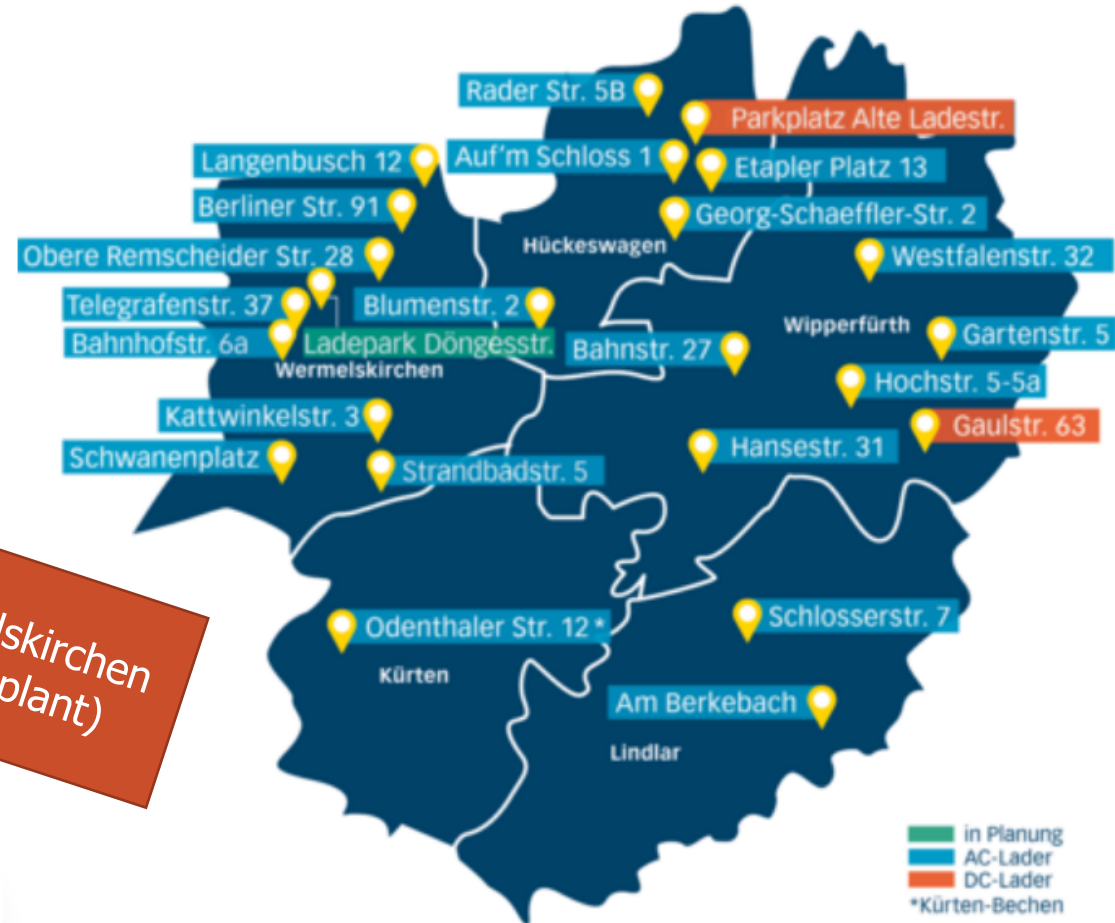 Rader Str. 5B
Parkplatz Alte Ladestr.
Langenbusch 12
Auf'm Schloss 1
Etapler Platz 13
Berliner Str. 91
Georg-Schaeffler-Str. 2
Hückeswagen
Obere Remscheider Str. 28
Westfalenstr. 32
Telegrafenstr. 37
Blumenstr. 2
Wipperfürth
Gartenstr. 5
Bahnhofstr. 6a
Ladepark Döngesstr.
Bahnstr. 27
Wermelskirchen
Hochstr. 5-5a
Kattwinkelstr. 3
Gaulstr. 63
Schwanenplatz
Strandbadstr. 5
Hansestr. 31
lskirchen
plant)
Odenthaler Str. 12*
Schlosserstr. 7
Kürten
Am Berkebach
Lindlar
in Planung
AC-Lader
DC-Lader
*Kürten-Bechen